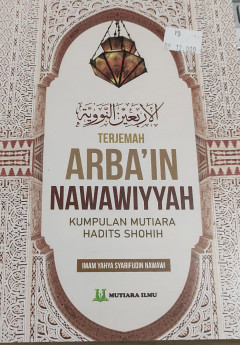 الأربعين النووية
TERJEMAH
ARBA'IN
NAWAWIYYAH
KUMPULAN MUTIARA
HADITS SHOHIH
IMAM YAHYA SYARIFUDIN NAWAWI
MUTIARA ILMU